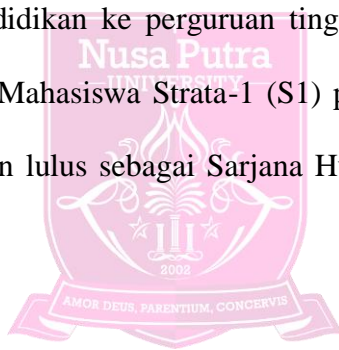 didikan ke perguruan ting
Nusa Putra
UNIVERSITY
Mahasiswa Strata-1 (S1) p
n lulus sebagai Sarjana H
2002
AMOR DEUS, PARENTIUM, CONCERVIS